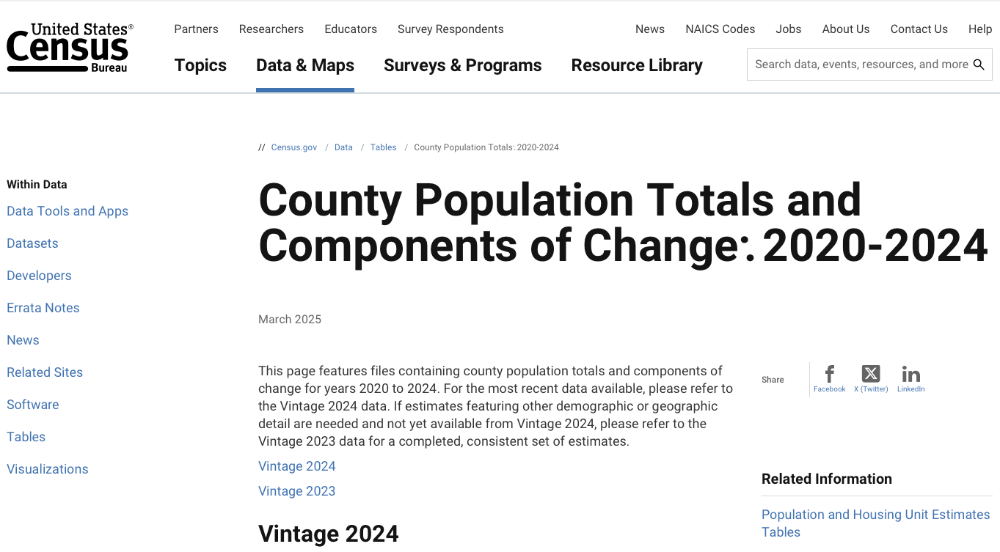 United States®
Census
Bureau
Partners Researchers Educators Survey Respondents
News NAICS Codes Jobs About Us Contact Us Help
Topics Data & Maps Surveys & Programs Resource Library
Search data, events, resources, and more
// Census.gov / Data / Tables / County Population Totals: 2020-2024
Within Data
Data Tools and Apps
Datasets
Developers
Errata Notes
News
Related Sites
Software
Tables
Visualizations
County Population Totals and
Components of Change: 2020-2024
March 2025
This page features files containing county population totals and components of
change for years 2020 to 2024. For the most recent data available, please refer to
the Vintage 2024 data. If estimates featuring other demographic or geographic
detail are needed and not yet available from Vintage 2024, please refer to the
Vintage 2023 data for a completed, consistent set of estimates.
Vintage 2024
Vintage 2023
Vintage 2024
Share
Facebook X (Twitter) LinkedIn
Related Information
Population and Housing Unit Estimates
Tables